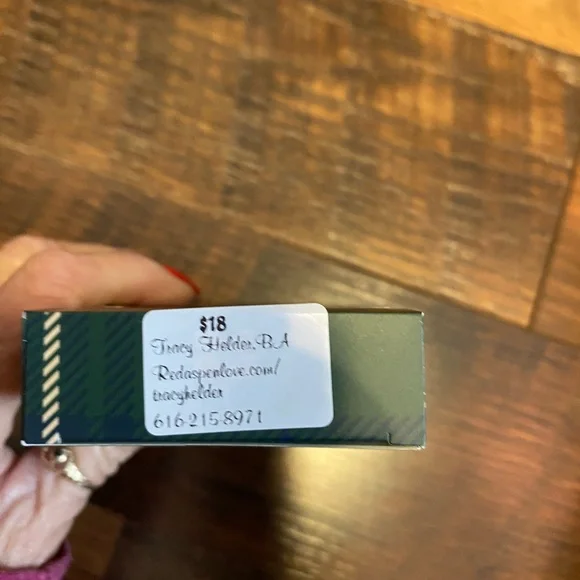 $18
Tracy Helder, BA
Redaspenlove.com/
tracyhelder
616-215-8971